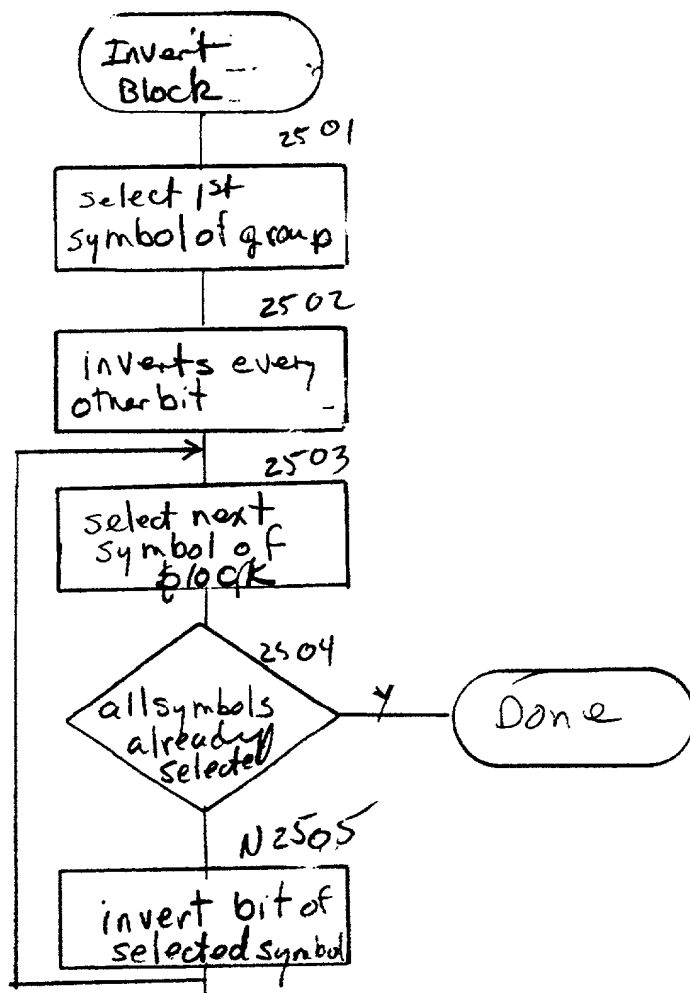 Invert
Block
2501
select 1st
symbol of group
2502
inverts every
other bit
2503
select next
symbol of
block
2504
all symbols
already
selected
Y
Done
N 2505
invert bit of
selected symbol